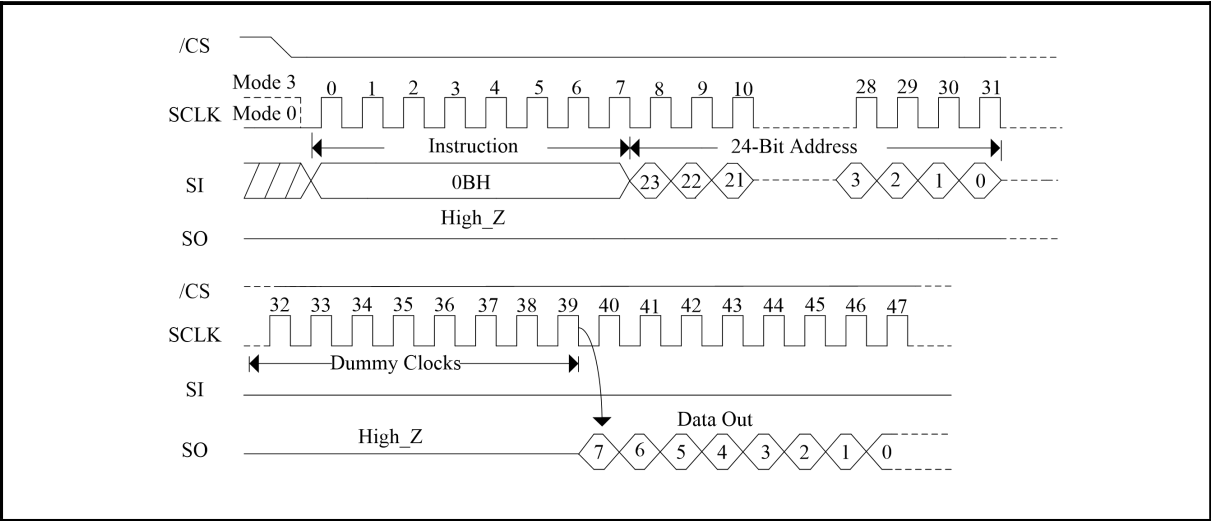 /CS
Mode 3
0 1 2 3 4 5 6 7 8 9 10 28 29 30 31
SCLK Mode 0
Instruction 24-Bit Address
SI 0BH 23 22 21 3 2 1 0
High_Z
SO
/CS
32 33 34 35 36 37 38 39 40 41 42 43 44 45 46 47
SCLK
Dummy Clocks
SI
High_Z Data Out
SO 7 6 5 4 3 2 1 0